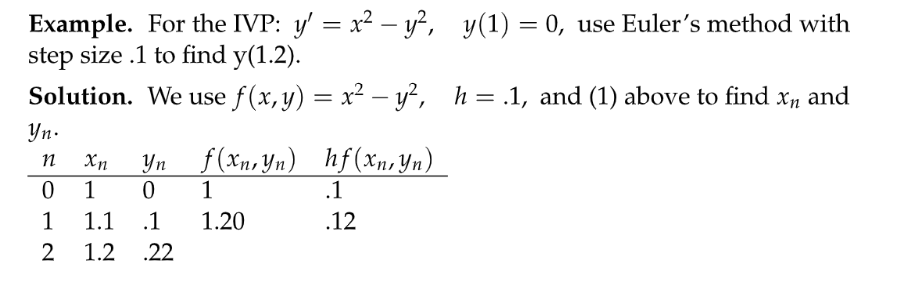 Example. For the IVP: y′ = x² − y², y(1) = 0, use Euler's method with
step size .1 to find y(1.2).
Solution. We use f(x, y) = x² − y², h = .1, and (1) above to find xₙ and
yₙ.
n xₙ yₙ f(xₙ, yₙ) hf(xₙ, yₙ)
0 1 0 1 .1
1 1.1 .1 1.20 .12
2 1.2 .22